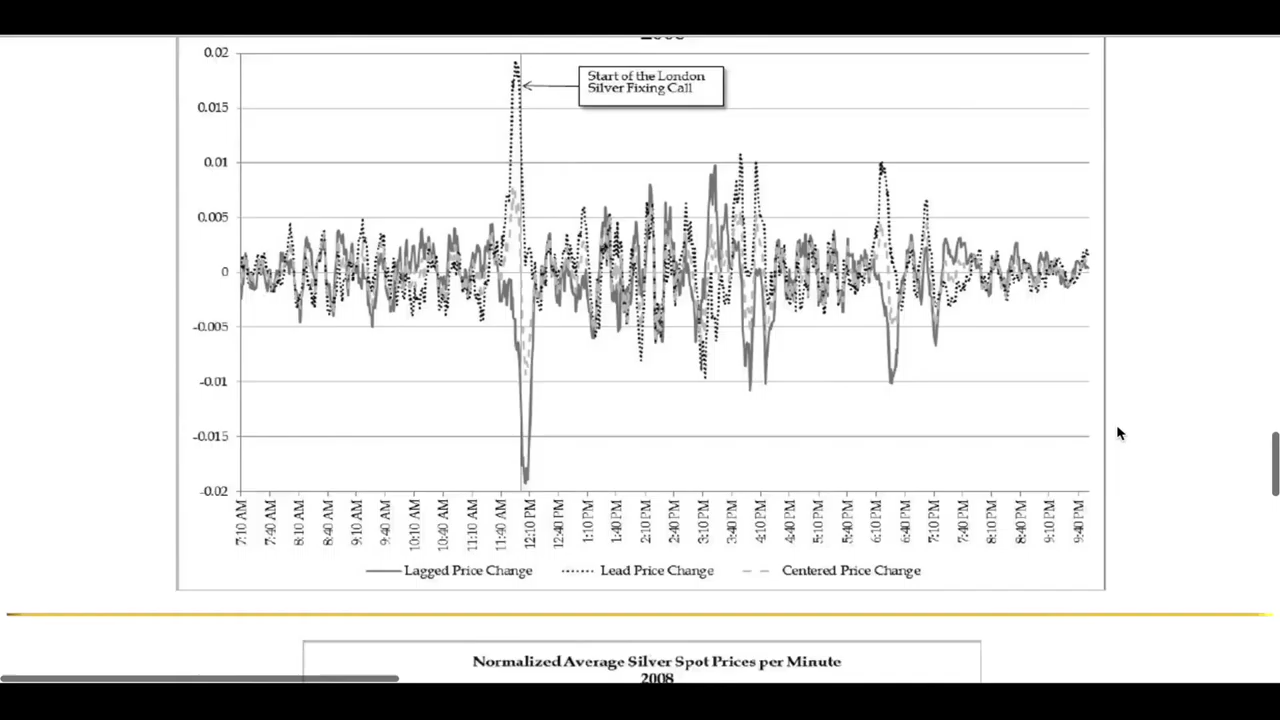 0.02
Start of the London
Silver Fixing Call
0.015
0.01
0.005
0
-0.005
-0.01
-0.015
-0.02
7:10 AM
7:40 AM
8:10 AM
8:40 AM
9:10 AM
9:40 AM
10:10 AM
10:40 AM
11:10 AM
11:40 AM
12:10 PM
12:40 PM
1:10 PM
1:40 PM
2:10 PM
2:40 PM
3:10 PM
3:40 PM
4:10 PM
4:40 PM
5:10 PM
5:40 PM
6:10 PM
6:40 PM
7:10 PM
7:40 PM
8:10 PM
8:40 PM
9:10 PM
9:40 PM
Lagged Price Change Lead Price Change Centered Price Change
Normalized Average Silver Spot Prices per Minute
2008